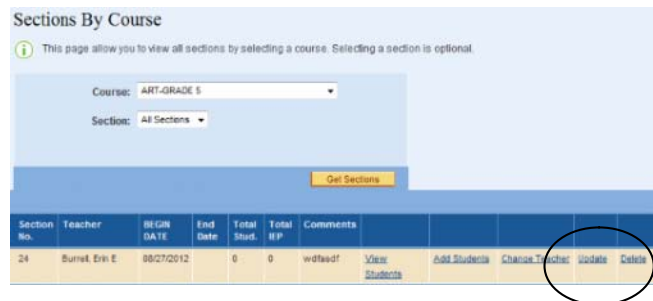 Sections By Course
This page allow you to view all sections by selecting a course. Selecting a section is optional.
Course: ART-GRADE 5
Section: All Sections
Get Sections
Section No. Teacher BEGIN DATE End Date Total Stud. Total IEP Comments
24 Burrell, Erin E 08/27/2012 0 0 wdfasdf View Students Add Students Change Teacher Update Delete